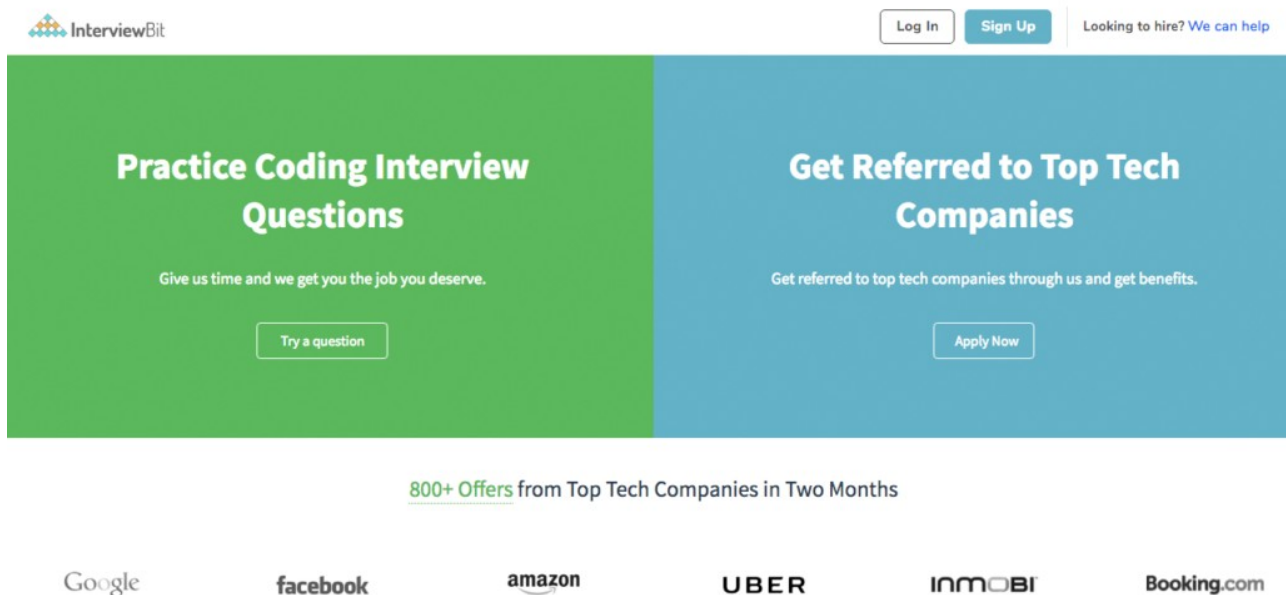 InterviewBit
Log In
Sign Up
Looking to hire? We can help
Practice Coding Interview
Questions
Give us time and we get you the job you deserve.
Try a question
Get Referred to Top Tech
Companies
Get referred to top tech companies through us and get benefits.
Apply Now
800+ Offers from Top Tech Companies in Two Months
Google
facebook
amazon
UBER
INMOBI
Booking.com